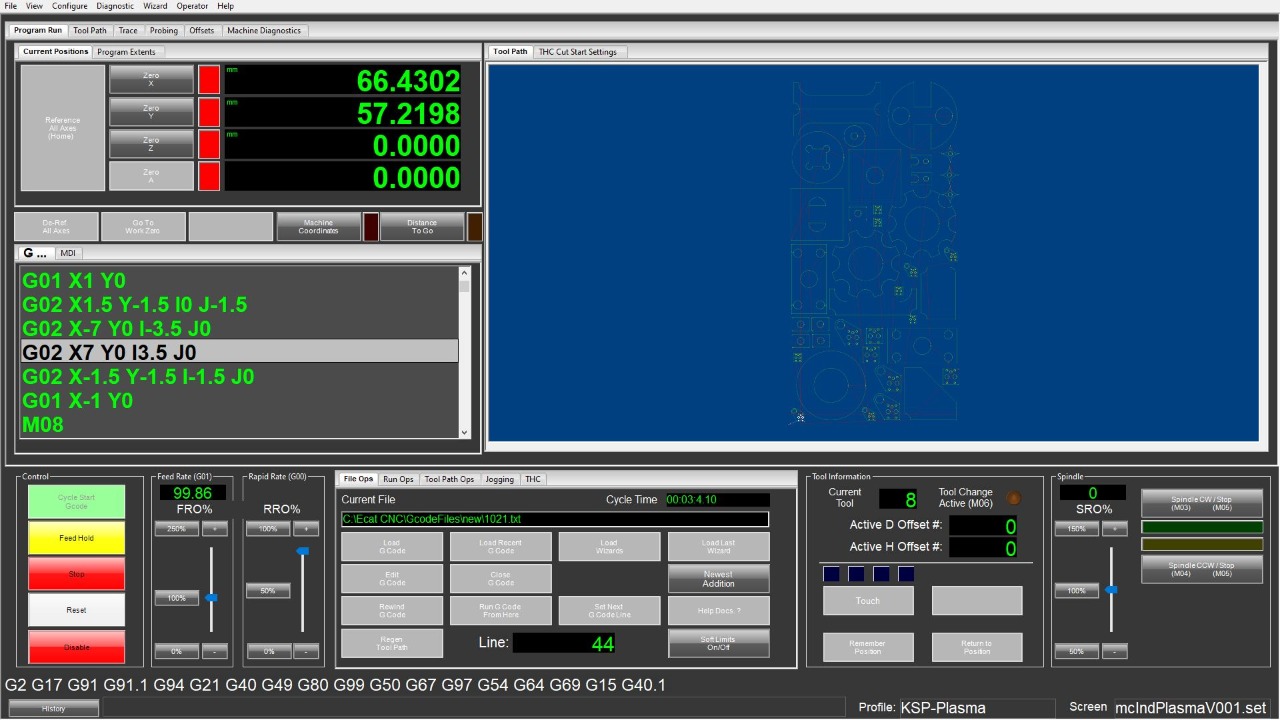 File View Configure Diagnostic Wizard Operator Help
Program Run Tool Path Trace Probing Offsets Machine Diagnostics
Current Positions Program Extents
Tool Path THC Cut Start Settings
Reference
All Axes
(Home)
Zero
X
mm
66.4302
Zero
Y
mm
57.2198
Zero
Z
mm
0.0000
Zero
A
0.0000
De-Ref
All Axes
Go To
Work Zero
Machine
Coordinates
Distance
To Go
G ... MDI
G01 X1 Y0
G02 X1.5 Y-1.5 I0 J-1.5
G02 X-7 Y0 I-3.5 J0
G02 X7 Y0 I3.5 J0
G02 X-1.5 Y-1.5 I-1.5 J0
G01 X-1 Y0
M08
Control
Cycle Start
Gcode
Feed Hold
Stop
Reset
Disable
Feed Rate (G01)
99.86
FRO%
250% +
100%
0% -
Rapid Rate (G00)
RRO%
100% +
50%
0% -
File Ops Run Ops Tool Path Ops Jogging THC
Current File
Cycle Time 00:03:4.10
C:\Ecat CNC\GcodeFiles\new\1021.txt
Load
G Code
Load Recent
G Code
Load
Wizards
Load Last
Wizard
Edit
G Code
Close
G Code
Newest
Addition
Rewind
G Code
Run G Code
From Here
Set Next
G Code Line
Help Docs. ?
Regen
Tool Path
Line: 44
Soft Limits
On/Off
Tool Information
Current
Tool
8
Tool Change
Active (M06)
Active D Offset #: 0
Active H Offset #: 0
Touch
Remember
Position
Return to
Position
Spindle
0
SRO%
150% +
100%
50% -
Spindle CW / Stop
(M03) (M05)
Spindle CCW / Stop
(M04) (M05)
G2 G17 G91 G91.1 G94 G21 G40 G49 G80 G99 G50 G67 G97 G54 G64 G69 G15 G40.1
History
Profile: KSP-Plasma
Screen mcIndPlasmaV001.set